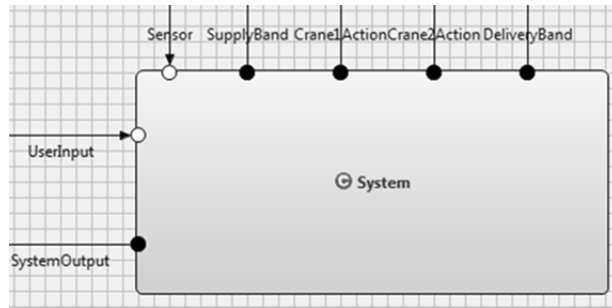 Sensor SupplyBand Crane1ActionCrane2Action DeliveryBand
UserInput
System
SystemOutput